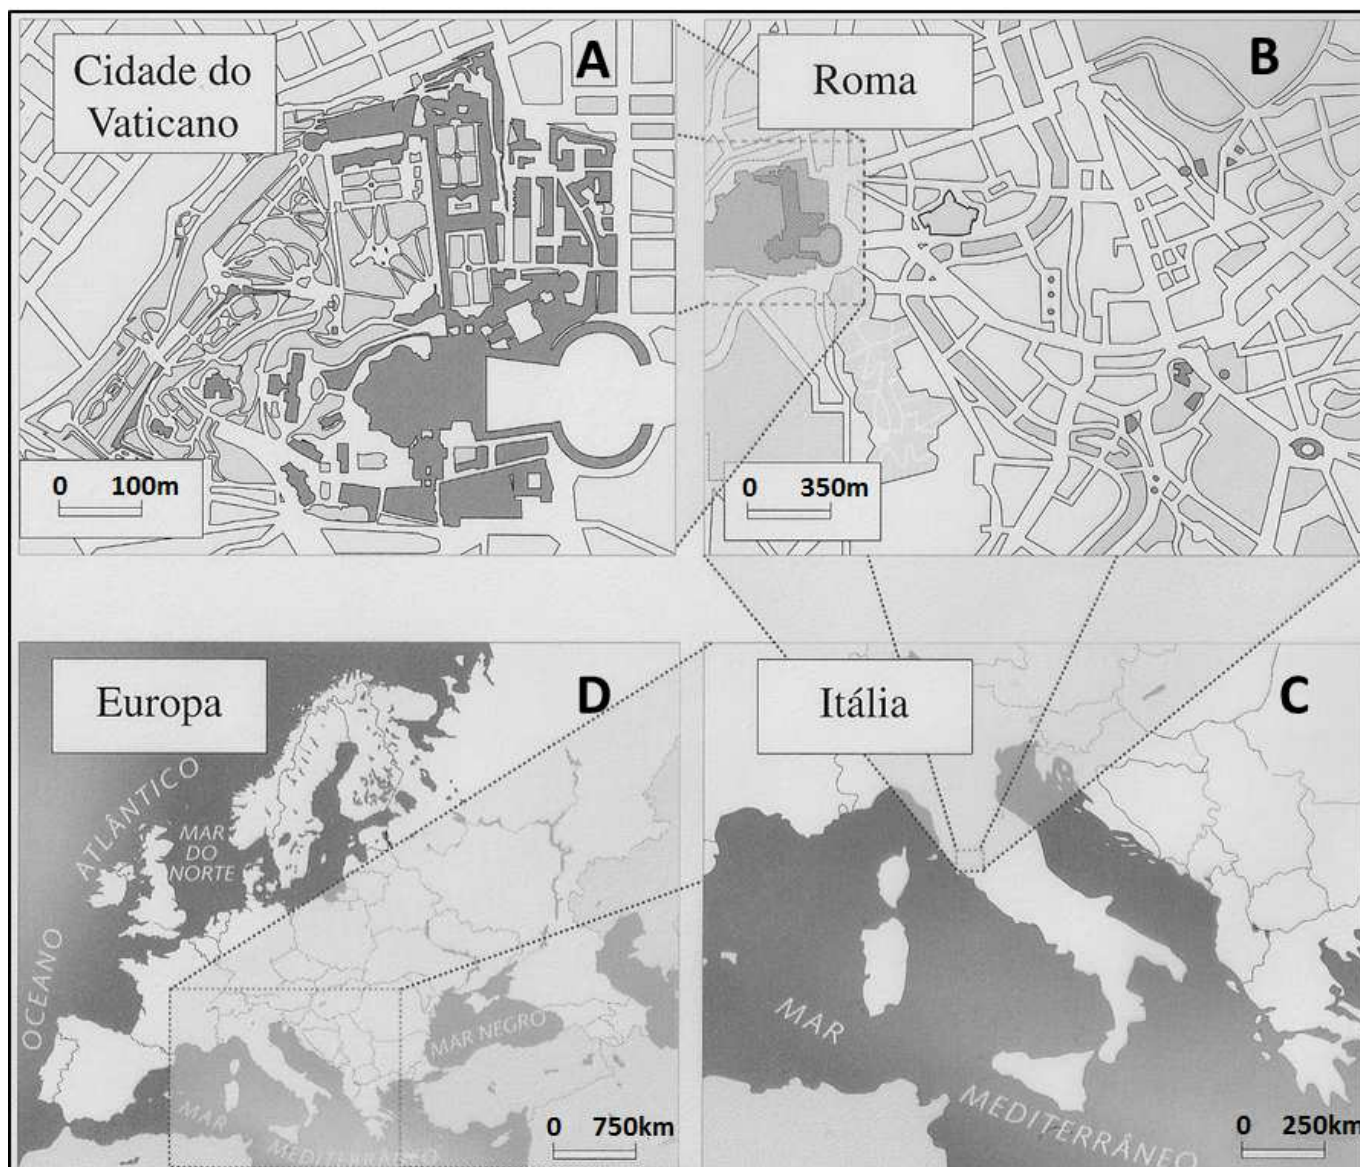 Cidade do
Vaticano
A
0 100m
Roma
B
0 350m
Europa
D
OCEANO
ATLÂNTICO
MAR
DO
NORTE
MAR NEGRO
MAR
MEDITERRÂNEO
0 750km
Itália
C
MAR
MEDITERRÂNEO
0 250km